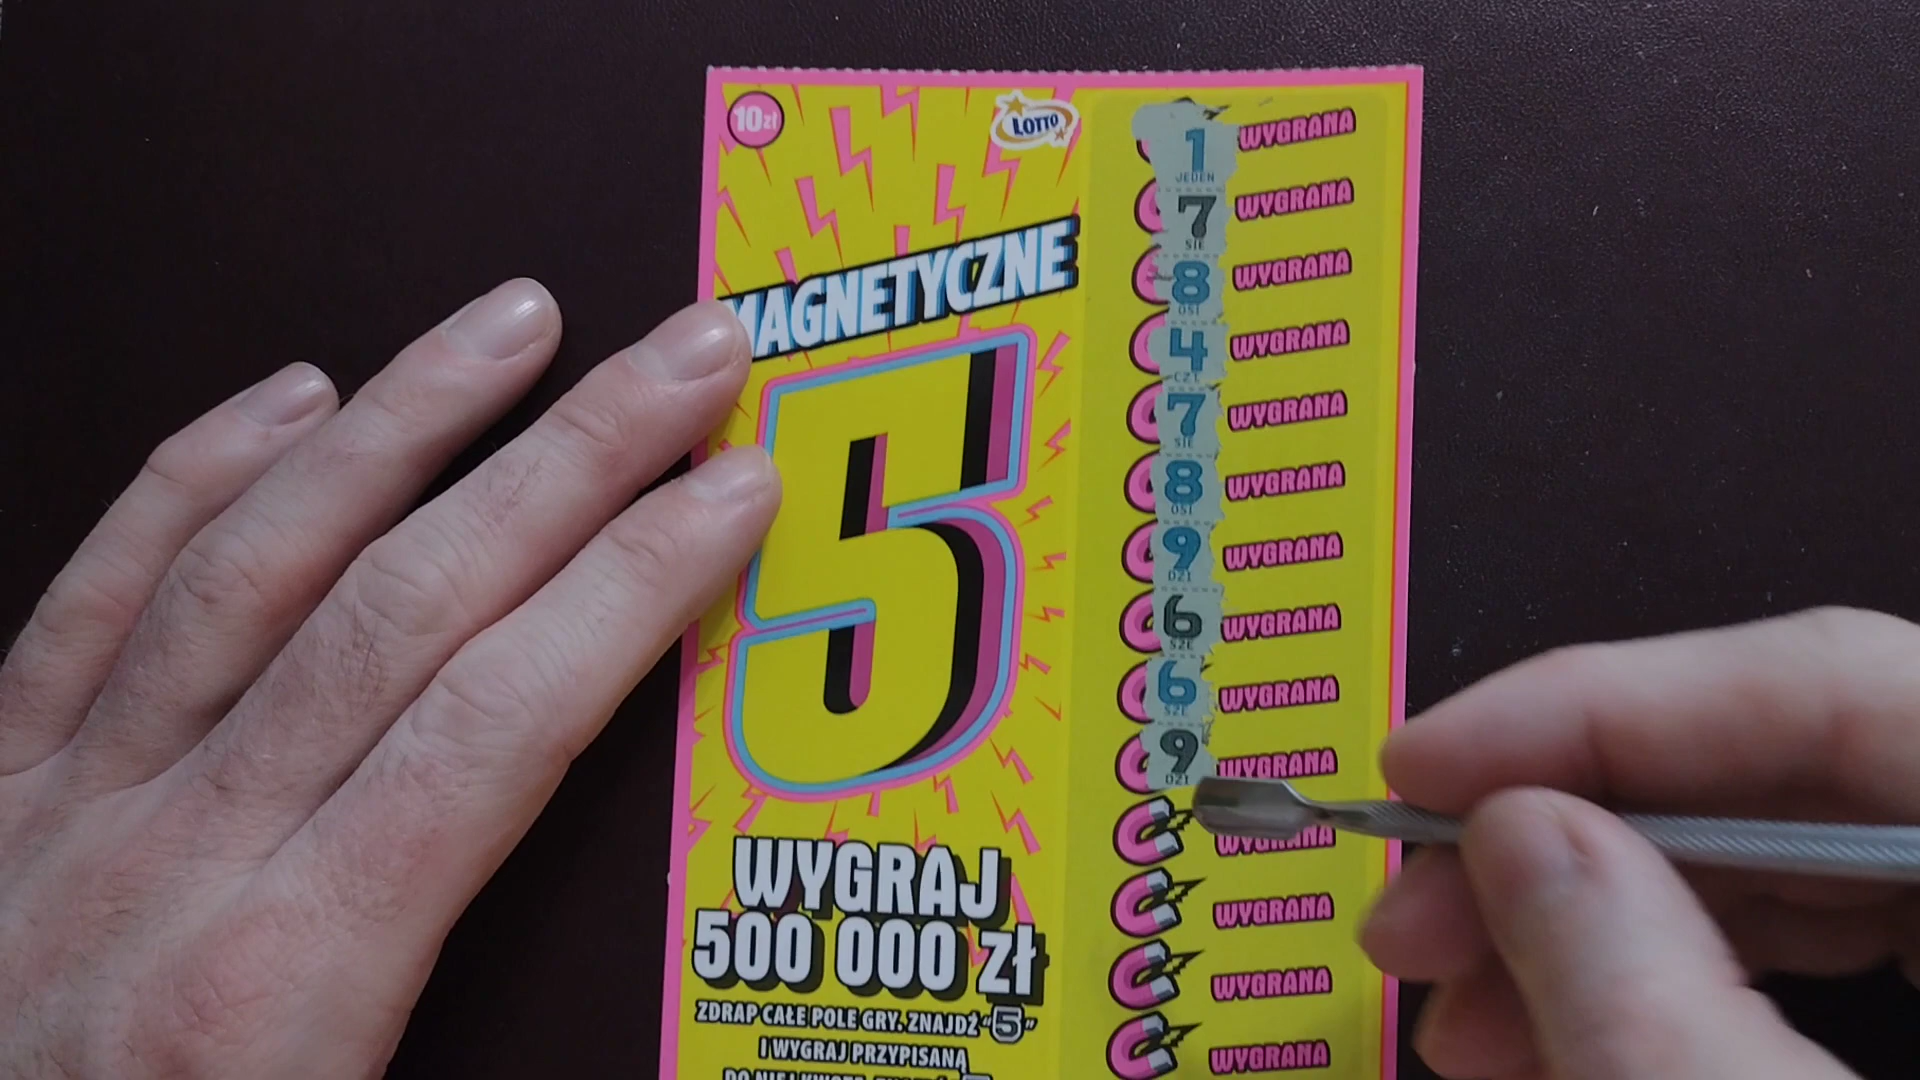 10zł
LOTTO
MAGNETYCZNE
5
WYGRAJ
500 000 zł
ZDRAP CAŁE POLE GRY. ZNAJDŹ "5"
I WYGRAJ PRZYPISANĄ
1 WYGRANA
JEDEN
7 WYGRANA
SIE
8 WYGRANA
OSI
4 WYGRANA
CZT
7 WYGRANA
SIE
8 WYGRANA
OSI
9 WYGRANA
DZI
6 WYGRANA
SZE
6 WYGRANA
SZE
9 WYGRANA
DZI
WYGRANA
WYGRANA
WYGRANA
WYGRANA